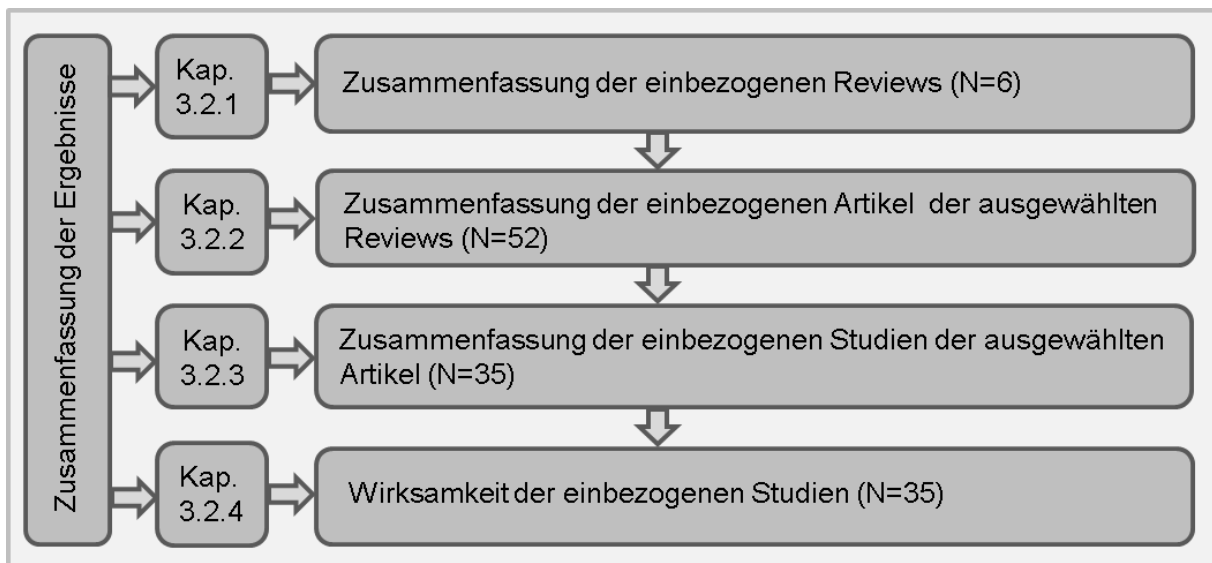 Zusammenfassung der Ergebnisse
Kap.
3.2.1
Zusammenfassung der einbezogenen Reviews (N=6)
Kap.
3.2.2
Zusammenfassung der einbezogenen Artikel der ausgewählten
Reviews (N=52)
Kap.
3.2.3
Zusammenfassung der einbezogenen Studien der ausgewählten
Artikel (N=35)
Kap.
3.2.4
Wirksamkeit der einbezogenen Studien (N=35)